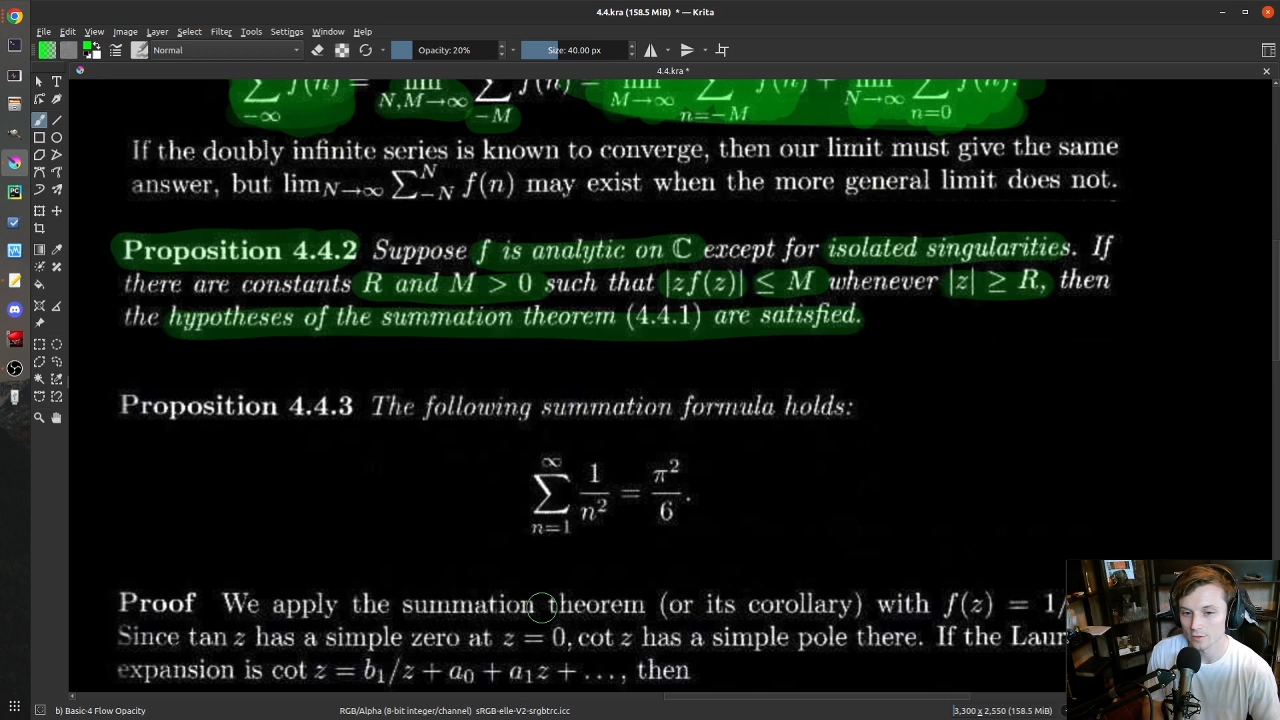 4.4.kra (158.5 MiB) * — Krita
File Edit View Image Layer Select Filter Tools Settings Window Help
Normal Opacity: 20% Size: 40.00 px
4.4.kra *
∑ f(n) = lim ∑ f(n) = lim ∑ f(n) + lim ∑ f(n).
−∞ N,M→∞ −M M→∞ n=−M N→∞ n=0
If the doubly infinite series is known to converge, then our limit must give the same
answer, but lim_{N→∞} ∑_{−N}^{N} f(n) may exist when the more general limit does not.
Proposition 4.4.2 Suppose f is analytic on ℂ except for isolated singularities. If
there are constants R and M > 0 such that |zf(z)| ≤ M whenever |z| ≥ R, then
the hypotheses of the summation theorem (4.4.1) are satisfied.
Proposition 4.4.3 The following summation formula holds:
∑_{n=1}^{∞} 1/n² = π²/6.
Proof We apply the summation theorem (or its corollary) with f(z) = 1/
Since tan z has a simple zero at z = 0, cot z has a simple pole there. If the Laur
expansion is cot z = b₁/z + a₀ + a₁z + ..., then
b) Basic-4 Flow Opacity RGB/Alpha (8-bit integer/channel) sRGB-elle-V2-srgbtrc.icc 3,300 x 2,550 (158.5 MiB)